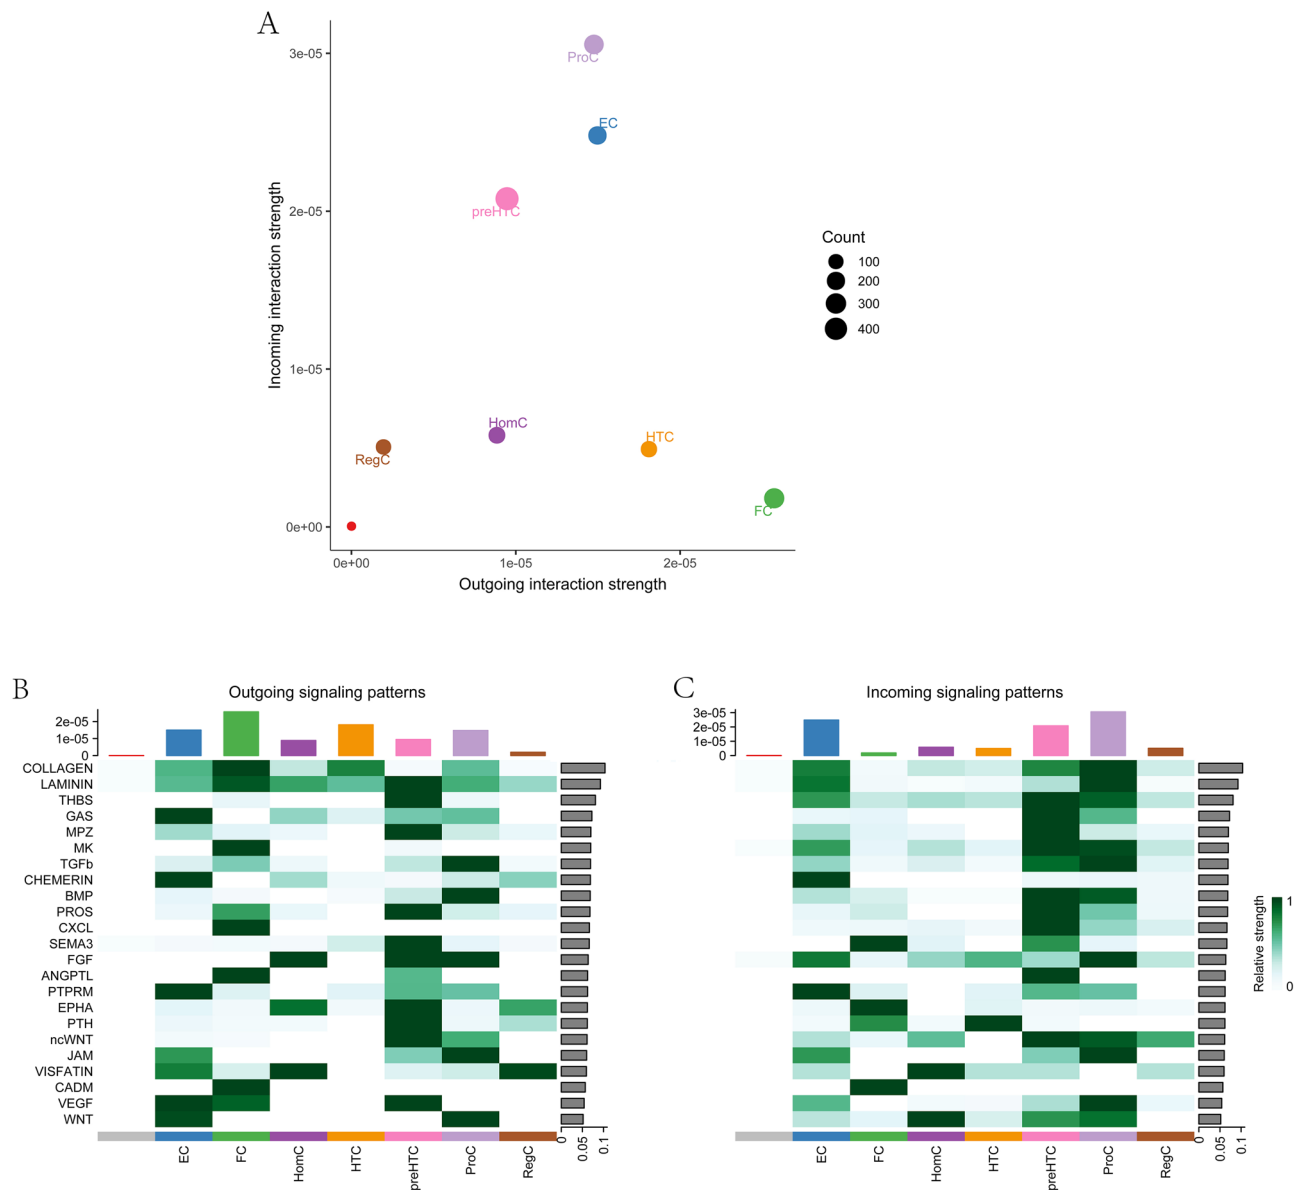 A
3e-05
ProC
EC
2e-05
preHTC
Incoming interaction strength
Count
100
200
300
400
1e-05
HomC
HTC
RegC
FC
0e+00
0e+00
1e-05
2e-05
Outgoing interaction strength
B
Outgoing signaling patterns
2e-05
1e-05
0
COLLAGEN
LAMININ
THBS
GAS
MPZ
MK
TGFb
CHEMERIN
BMP
PROS
CXCL
SEMA3
FGF
ANGPTL
PTPRM
EPHA
PTH
ncWNT
JAM
VISFATIN
CADM
VEGF
WNT
EC
FC
HomC
HTC
preHTC
ProC
RegC
0
0.05
0.1
C
Incoming signaling patterns
3e-05
2e-05
1e-05
0
EC
FC
HomC
HTC
preHTC
ProC
RegC
0
0.05
0.1
Relative strength
1
0